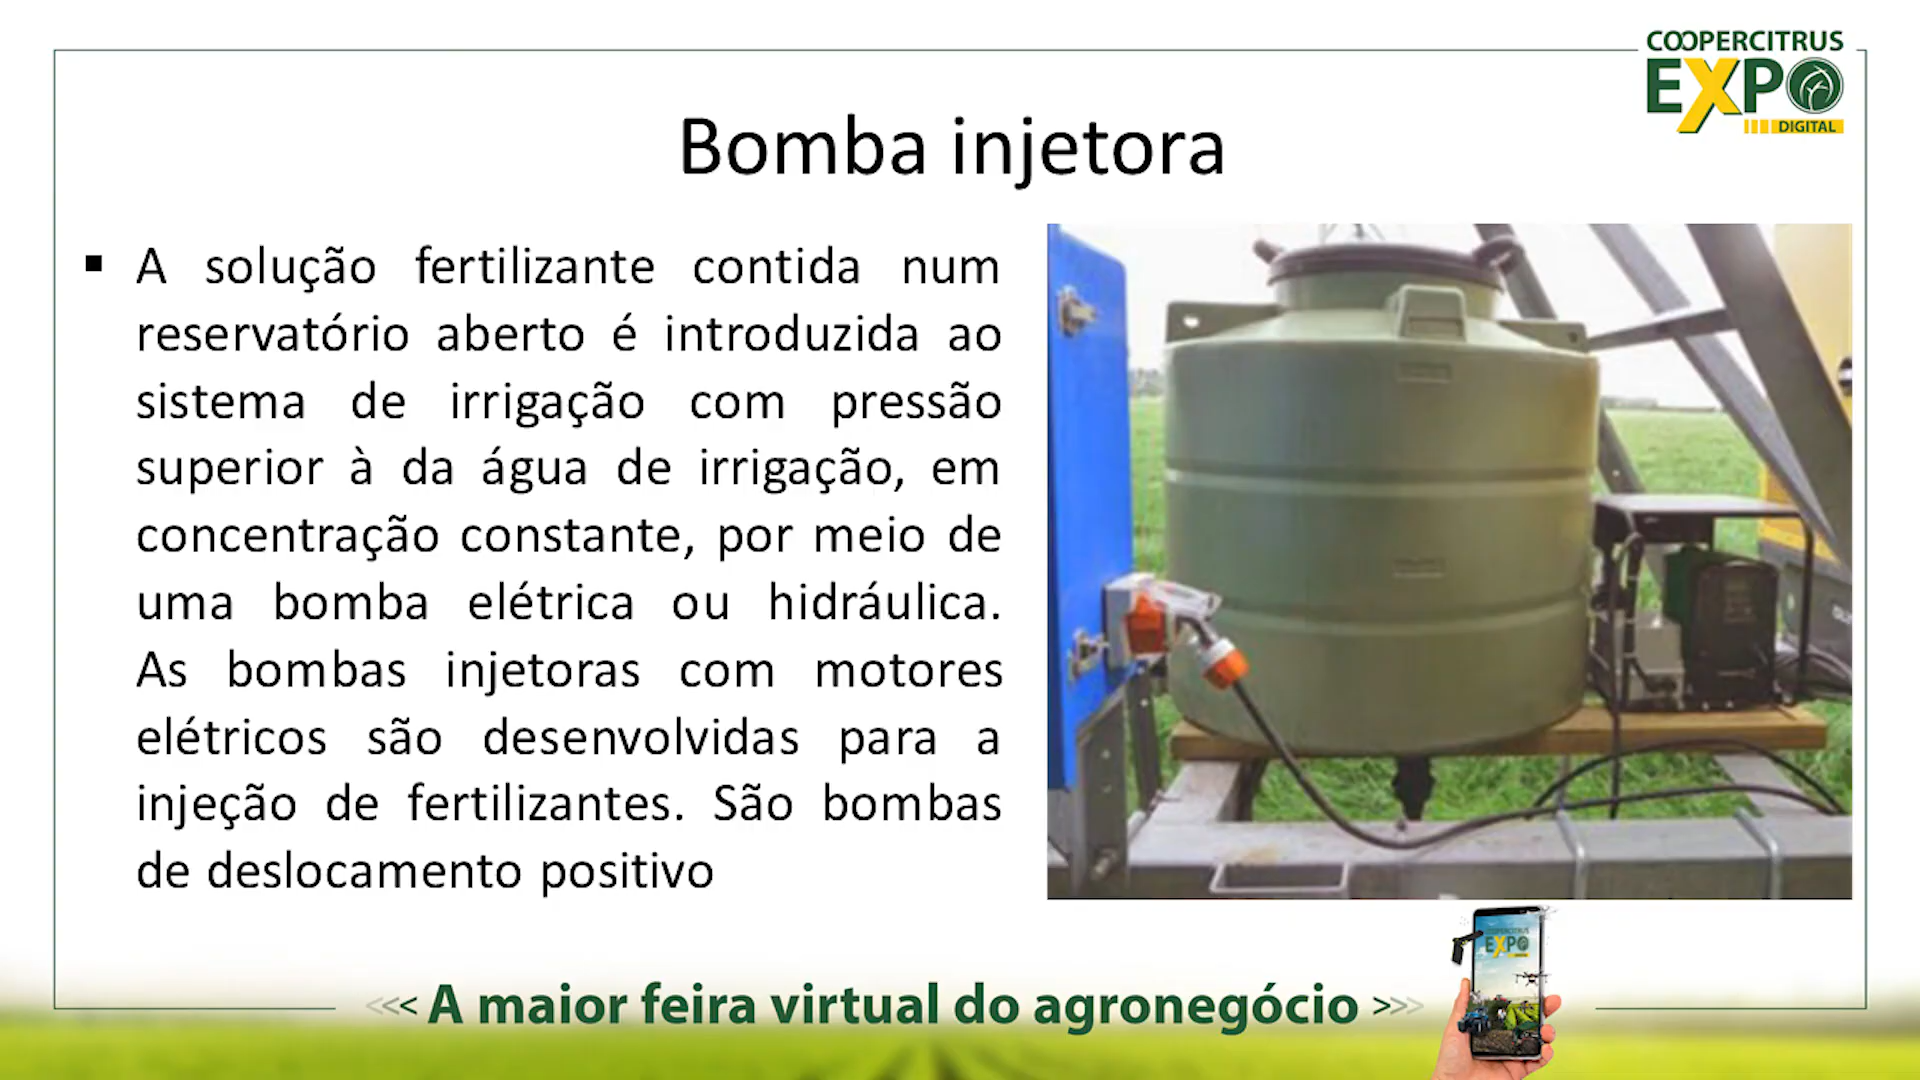 COOPERCITRUS
EXPO
DIGITAL
Bomba injetora
▪ A solução fertilizante contida num
reservatório aberto é introduzida ao
sistema de irrigação com pressão
superior à da água de irrigação, em
concentração constante, por meio de
uma bomba elétrica ou hidráulica.
As bombas injetoras com motores
elétricos são desenvolvidas para a
injeção de fertilizantes. São bombas
de deslocamento positivo
COOPERCITRUS
EXPO
<<< A maior feira virtual do agronegócio >>>